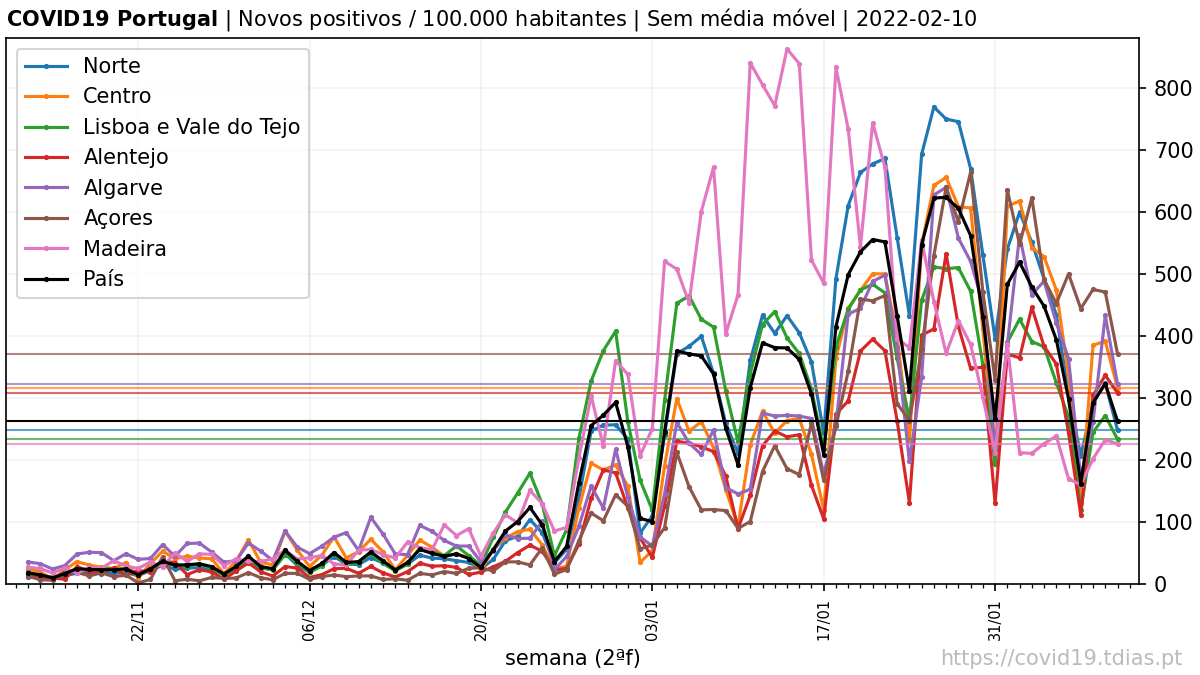 COVID19 Portugal | Novos positivos / 100.000 habitantes | Sem média móvel | 2022-02-10
Norte
Centro
Lisboa e Vale do Tejo
Alentejo
Algarve
Açores
Madeira
País
800
700
600
500
400
300
200
100
0
22/11
06/12
20/12
03/01
17/01
31/01
semana (2ªf)
https://covid19.tdias.pt